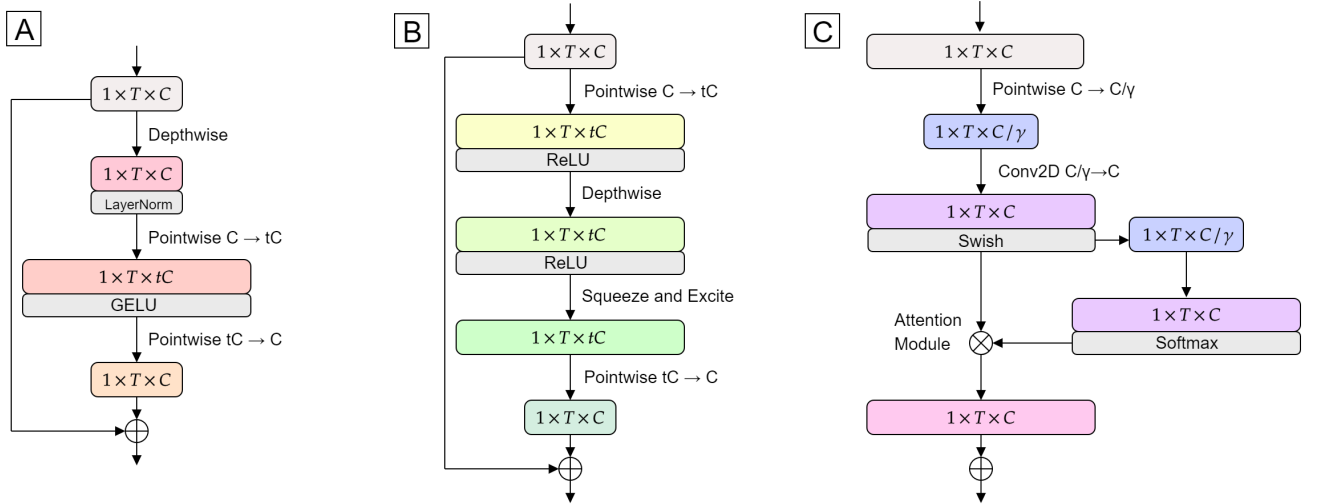 A
1×T×C
Depthwise
1×T×C
LayerNorm
Pointwise C → tC
1×T×tC
GELU
Pointwise tC → C
1×T×C
B
1×T×C
Pointwise C → tC
1×T×tC
ReLU
Depthwise
1×T×tC
ReLU
Squeeze and Excite
1×T×tC
Pointwise tC → C
1×T×C
C
1×T×C
Pointwise C → C/γ
1×T×C/γ
Conv2D C/γ→C
1×T×C
Swish
1×T×C/γ
1×T×C
Softmax
Attention
Module
1×T×C